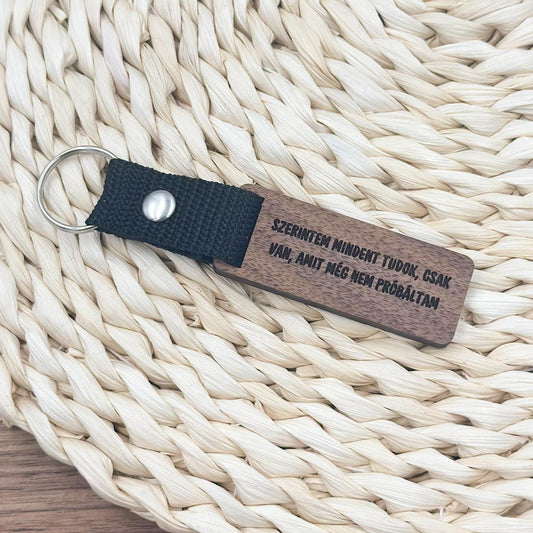 SZERINTEM MINDENT TUDOK, CSAK
VAN, AMIT MÉG NEM PRÓBÁLTAM